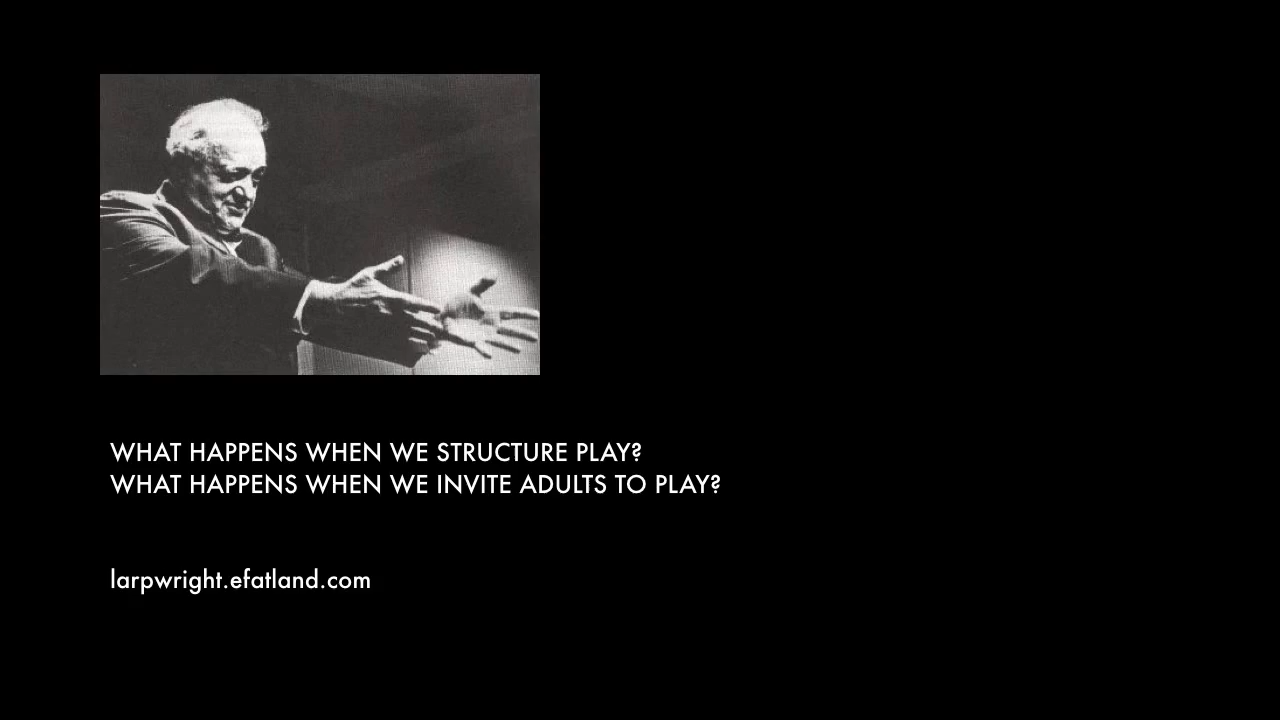 WHAT HAPPENS WHEN WE STRUCTURE PLAY?
WHAT HAPPENS WHEN WE INVITE ADULTS TO PLAY?
larpwright.efatland.com